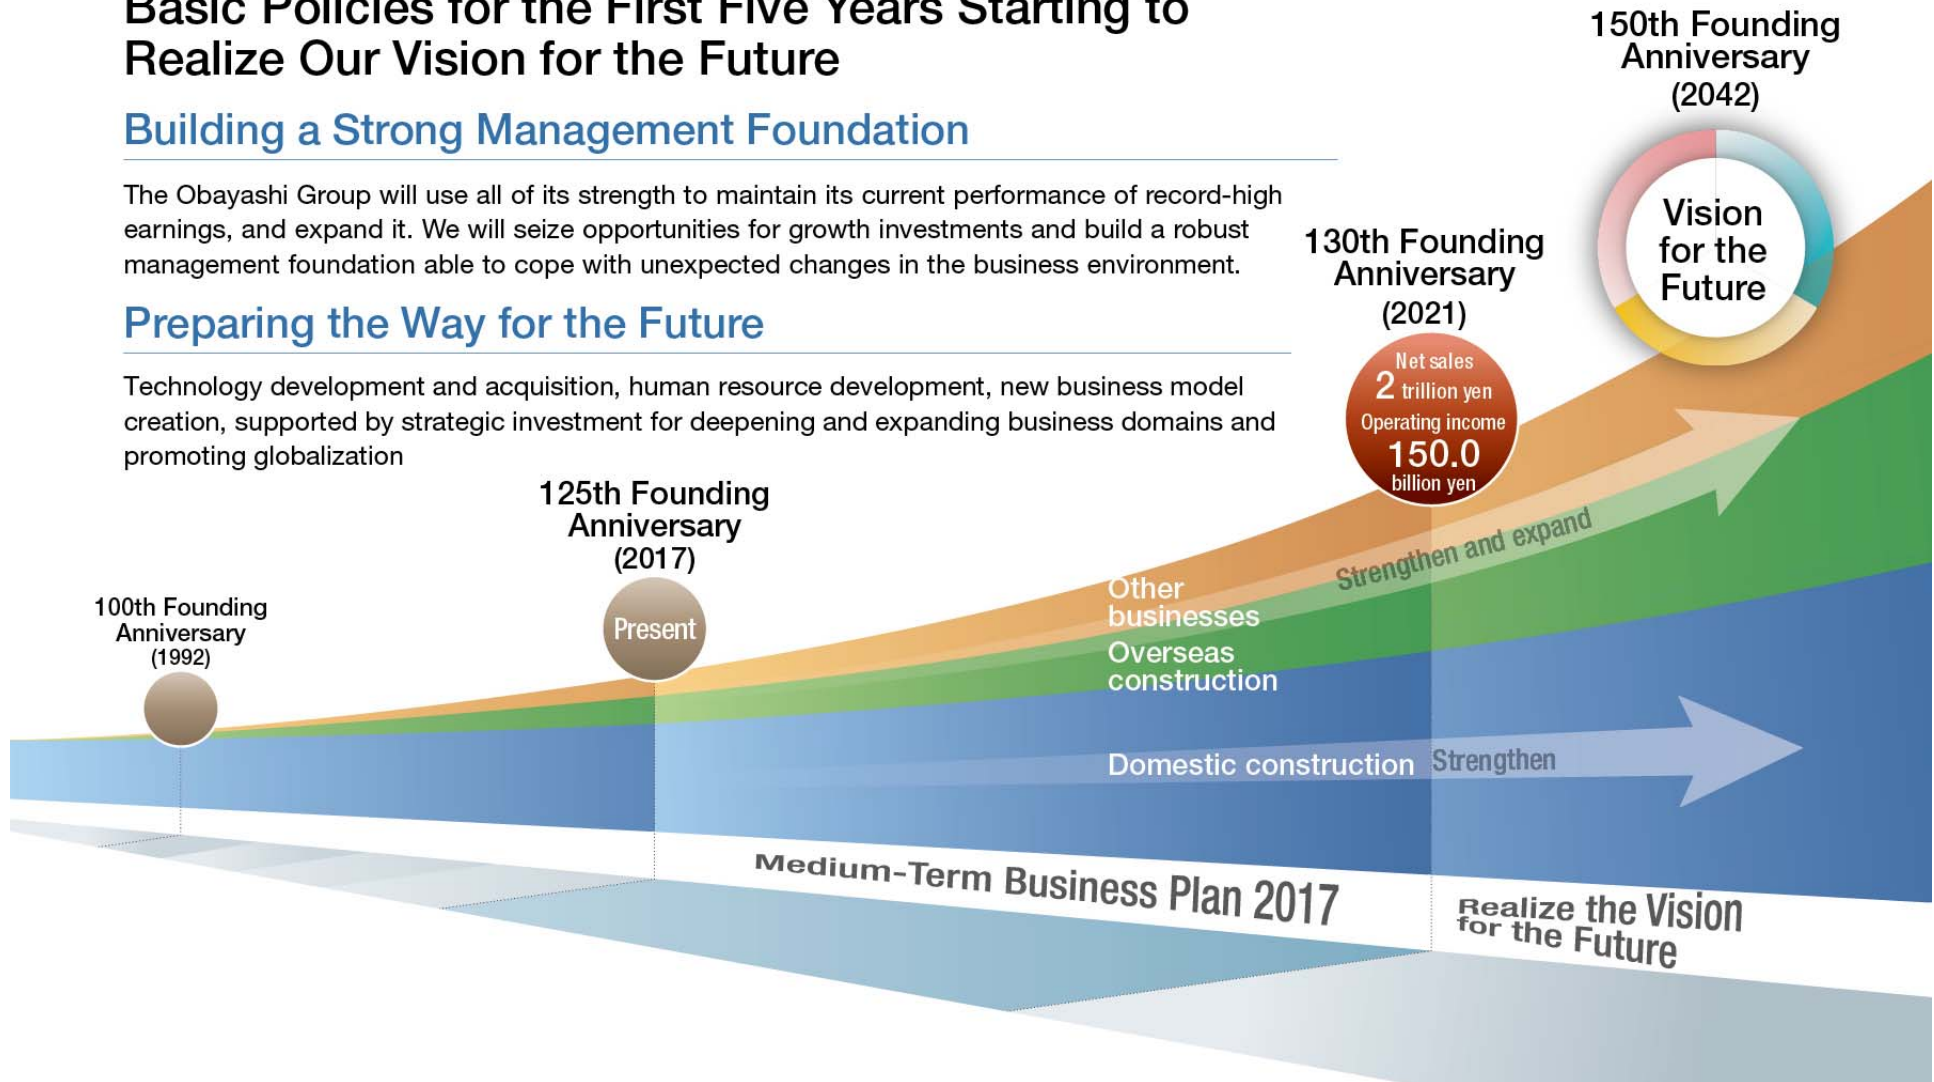 Basic Policies for the First Five Years Starting to
Realize Our Vision for the Future
Building a Strong Management Foundation
The Obayashi Group will use all of its strength to maintain its current performance of record-high
earnings, and expand it. We will seize opportunities for growth investments and build a robust
management foundation able to cope with unexpected changes in the business environment.
Preparing the Way for the Future
Technology development and acquisition, human resource development, new business model
creation, supported by strategic investment for deepening and expanding business domains and
promoting globalization
100th Founding
Anniversary
(1992)
125th Founding
Anniversary
(2017)
Present
130th Founding
Anniversary
(2021)
Net sales
2 trillion yen
Operating income
150.0
billion yen
150th Founding
Anniversary
(2042)
Vision
for the
Future
Other
businesses
Overseas
construction
Strengthen and expand
Domestic construction
Strengthen
Medium-Term Business Plan 2017
Realize the Vision
for the Future